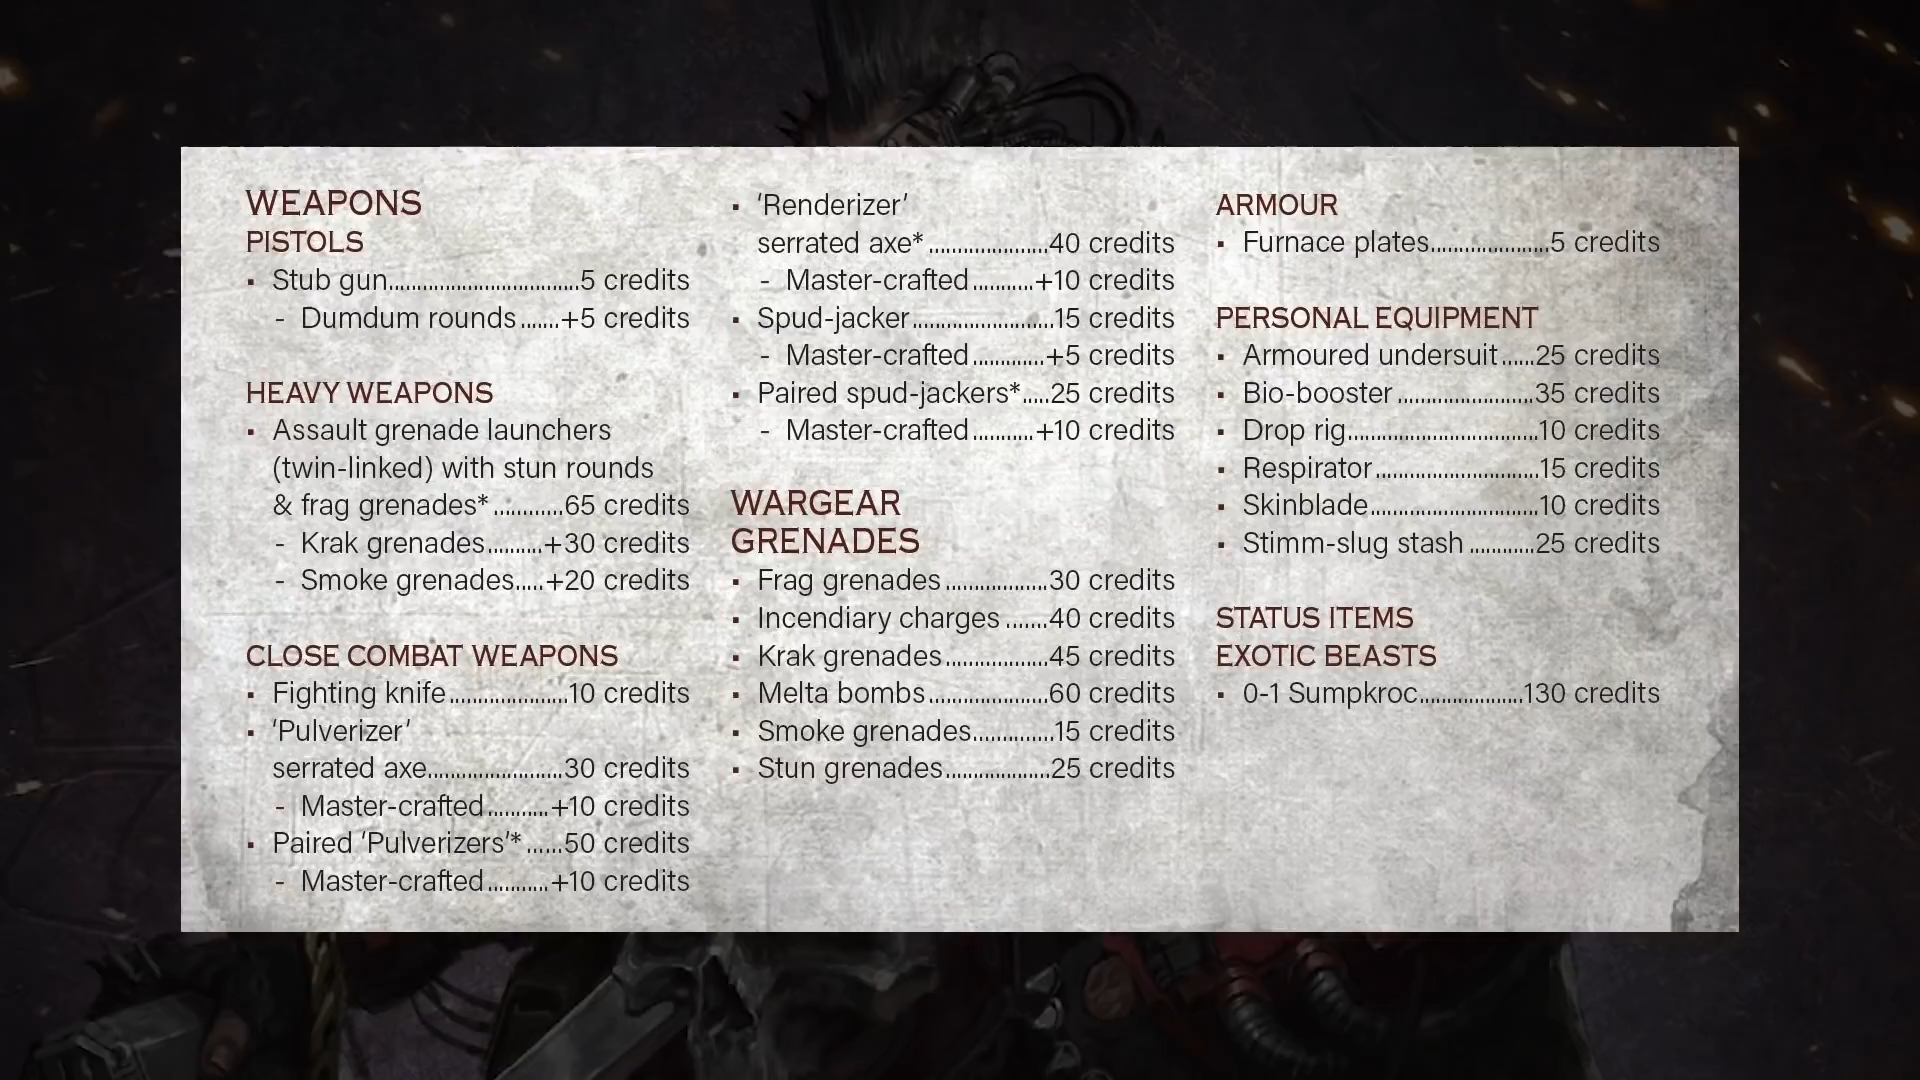 WEAPONS
PISTOLS
▪ Stub gun................................5 credits
- Dumdum rounds.......+5 credits
HEAVY WEAPONS
▪ Assault grenade launchers
(twin-linked) with stun rounds
& frag grenades*............65 credits
- Krak grenades.........+30 credits
- Smoke grenades.....+20 credits
CLOSE COMBAT WEAPONS
▪ Fighting knife....................10 credits
▪ ‘Pulverizer’
serrated axe.......................30 credits
- Master-crafted..........+10 credits
▪ Paired ‘Pulverizers’*......50 credits
- Master-crafted..........+10 credits
▪ ‘Renderizer’
serrated axe*....................40 credits
- Master-crafted..........+10 credits
▪ Spud-jacker........................15 credits
- Master-crafted............+5 credits
▪ Paired spud-jackers*.....25 credits
- Master-crafted..........+10 credits
WARGEAR
GRENADES
▪ Frag grenades.................30 credits
▪ Incendiary charges.......40 credits
▪ Krak grenades.................45 credits
▪ Melta bombs....................60 credits
▪ Smoke grenades.............15 credits
▪ Stun grenades..................25 credits
ARMOUR
▪ Furnace plates....................5 credits
PERSONAL EQUIPMENT
▪ Armoured undersuit......25 credits
▪ Bio-booster.......................35 credits
▪ Drop rig................................10 credits
▪ Respirator...........................15 credits
▪ Skinblade............................10 credits
▪ Stimm-slug stash...........25 credits
STATUS ITEMS
EXOTIC BEASTS
▪ 0-1 Sumpkroc.................130 credits